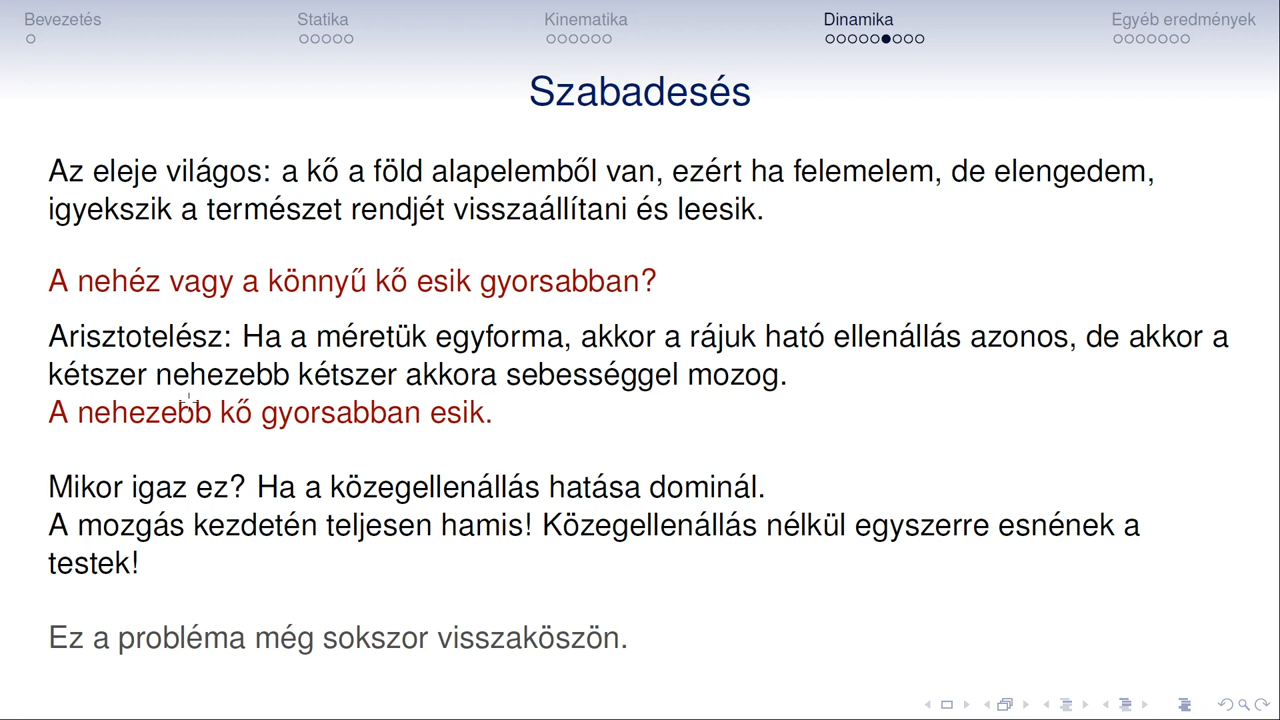 Bevezetés Statika Kinematika Dinamika Egyéb eredmények
Szabadesés
Az eleje világos: a kő a föld alapelemből van, ezért ha felemelem, de elengedem,
igyekszik a természet rendjét visszaállítani és leesik.
A nehéz vagy a könnyű kő esik gyorsabban?
Arisztotelész: Ha a méretük egyforma, akkor a rájuk ható ellenállás azonos, de akkor a
kétszer nehezebb kétszer akkora sebességgel mozog.
A nehezebb kő gyorsabban esik.
Mikor igaz ez? Ha a közegellenállás hatása dominál.
A mozgás kezdetén teljesen hamis! Közegellenállás nélkül egyszerre esnének a
testek!
Ez a probléma még sokszor visszaköszön.